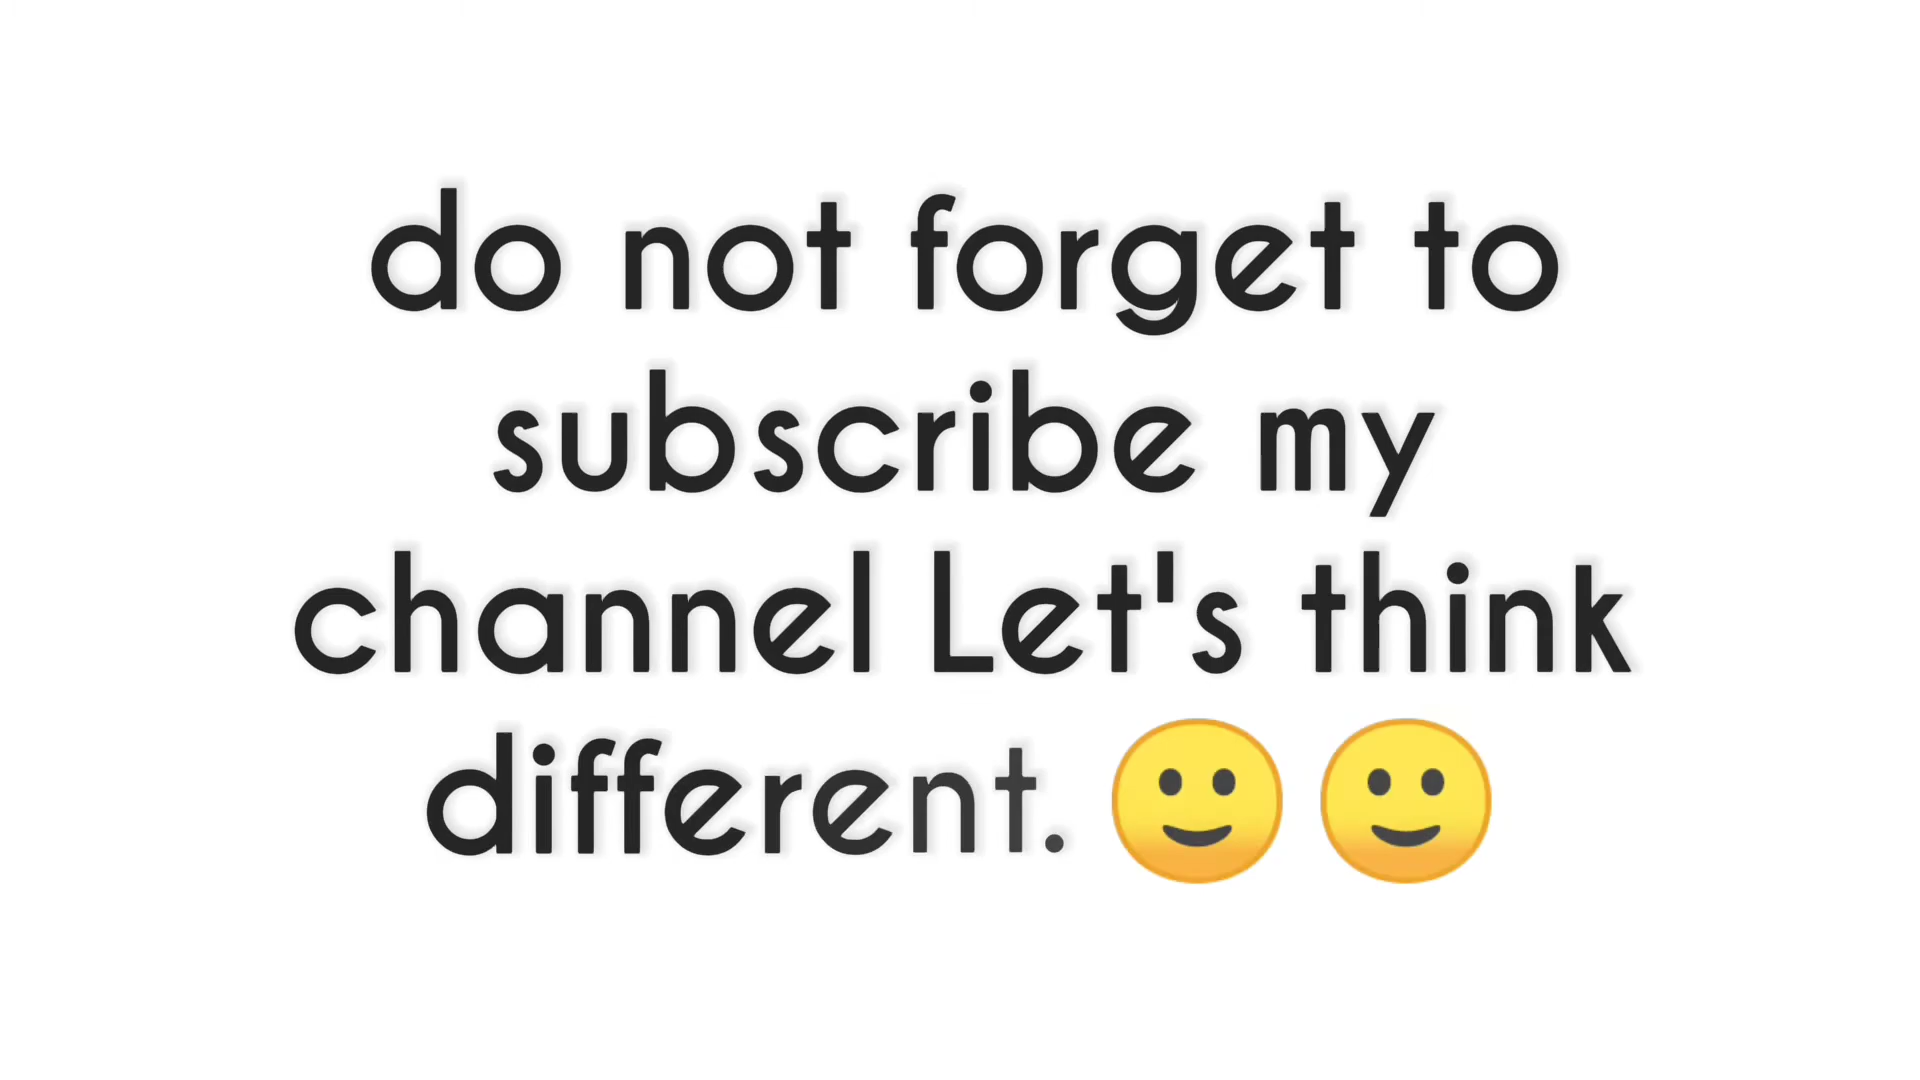 do not forget to
subscribe my
channel Let's think
different. 🙂 🙂